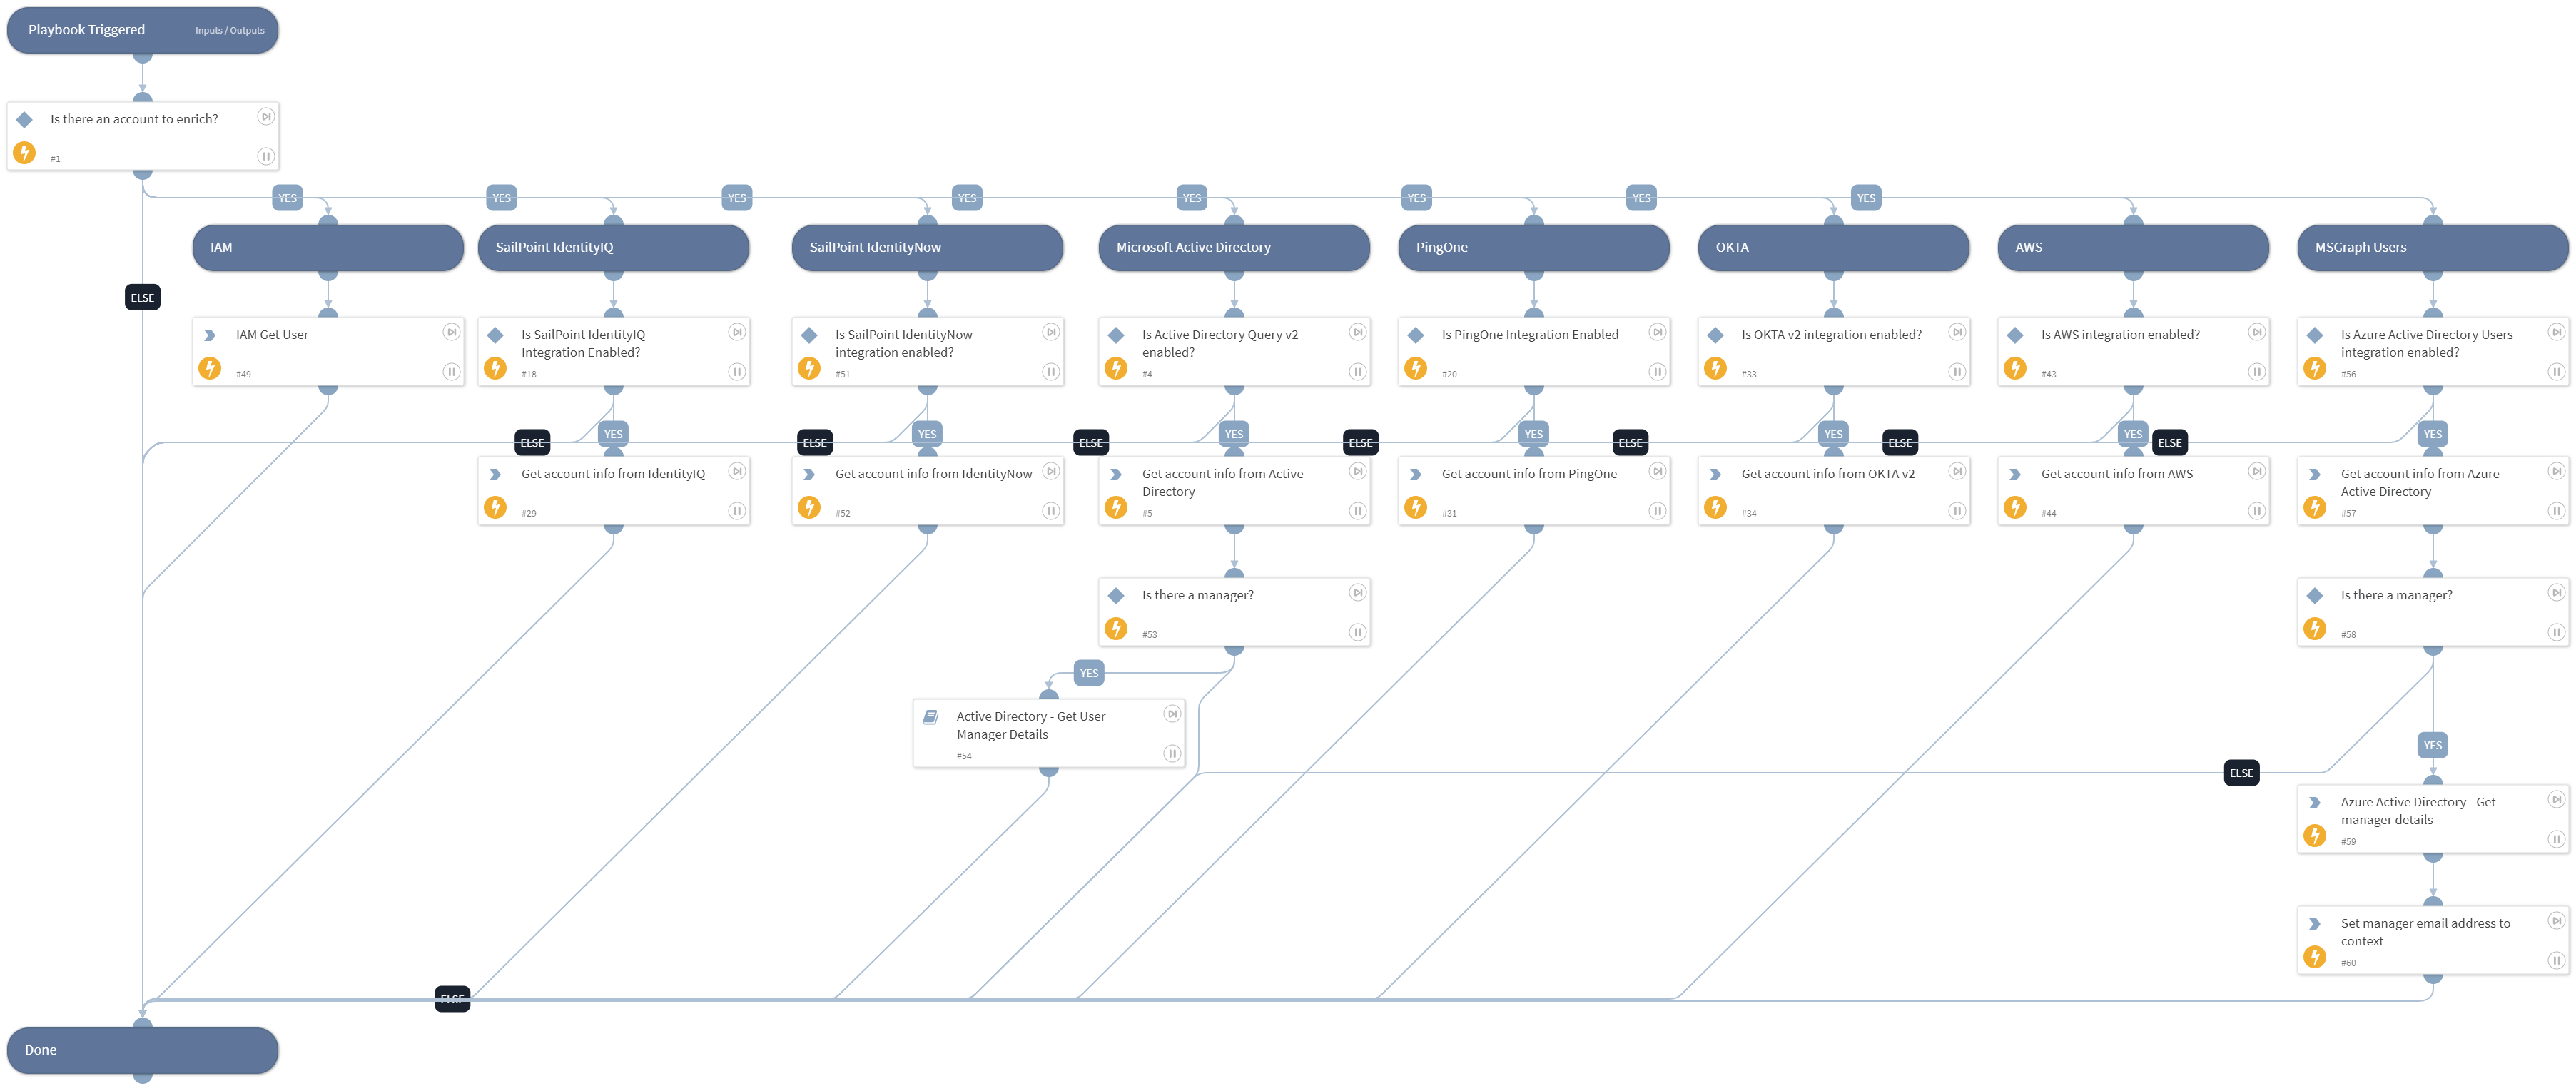 Playbook Triggered
Inputs / Outputs
Is there an account to enrich?
#1
YES
YES
YES
YES
YES
YES
YES
YES
IAM
SailPoint IdentityIQ
SailPoint IdentityNow
Microsoft Active Directory
PingOne
OKTA
AWS
MSGraph Users
ELSE
IAM Get User
#49
Is SailPoint IdentityIQ
Integration Enabled?
#18
Is SailPoint IdentityNow
integration enabled?
#51
Is Active Directory Query v2
enabled?
#4
Is PingOne Integration Enabled
#20
Is OKTA v2 integration enabled?
#33
Is AWS integration enabled?
#43
Is Azure Active Directory Users
integration enabled?
#56
ELSE
YES
ELSE
YES
ELSE
YES
ELSE
YES
ELSE
YES
ELSE
YES
ELSE
YES
Get account info from IdentityIQ
#29
Get account info from IdentityNow
#52
Get account info from Active
Directory
#5
Get account info from PingOne
#31
Get account info from OKTA v2
#34
Get account info from AWS
#44
Get account info from Azure
Active Directory
#57
Is there a manager?
#53
Is there a manager?
#58
YES
Active Directory - Get User
Manager Details
#54
YES
ELSE
Azure Active Directory - Get
manager details
#59
Set manager email address to
context
#60
ELSE
Done